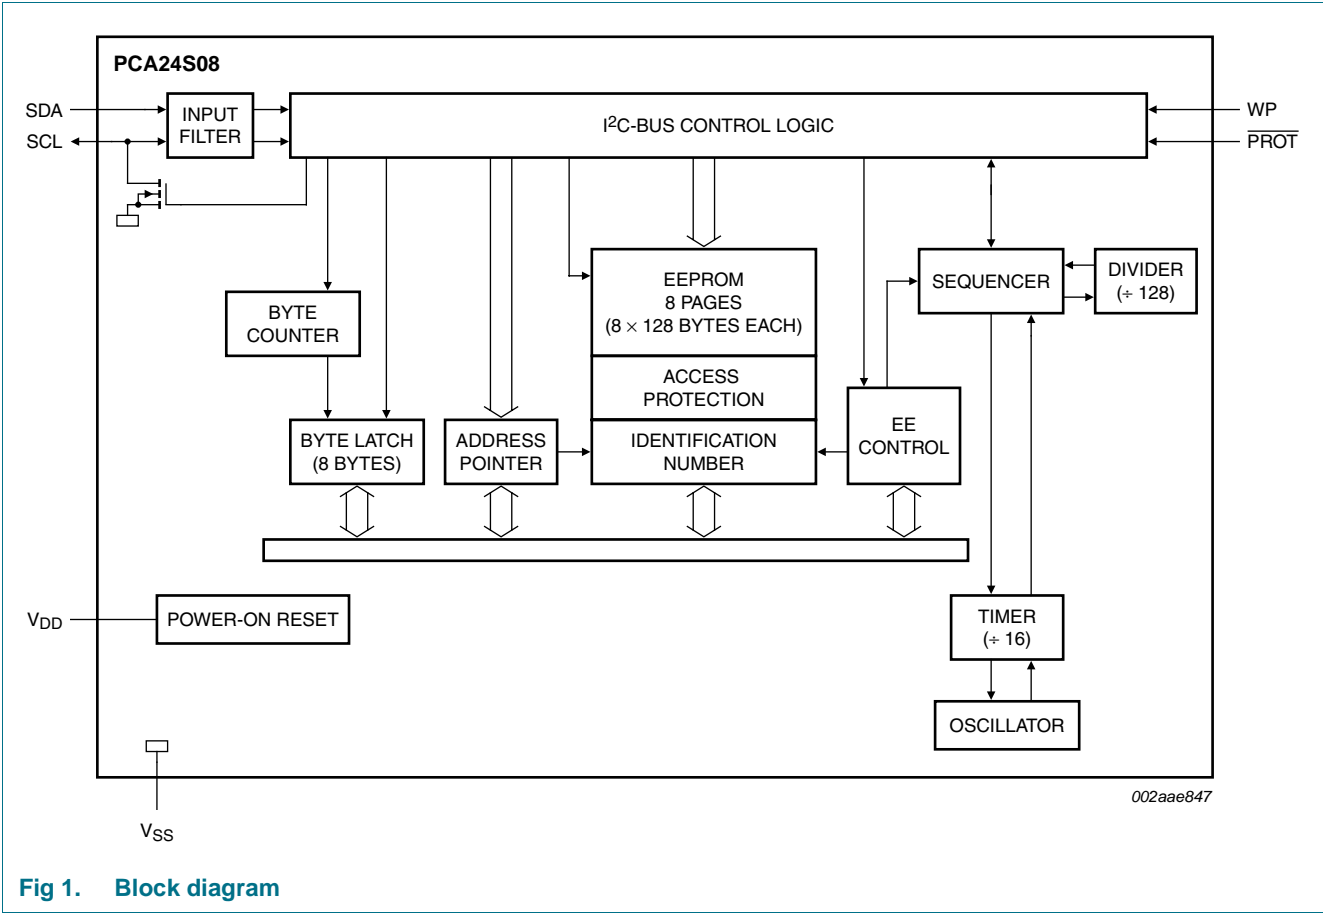 PCA24S08
SDA
SCL
INPUT
FILTER
I²C-BUS CONTROL LOGIC
WP
PROT
BYTE
COUNTER
EEPROM
8 PAGES
(8 × 128 BYTES EACH)
SEQUENCER
DIVIDER
(÷ 128)
ACCESS
PROTECTION
BYTE LATCH
(8 BYTES)
ADDRESS
POINTER
IDENTIFICATION
NUMBER
EE
CONTROL
VDD
POWER-ON RESET
TIMER
(÷ 16)
OSCILLATOR
VSS
002aae847
Fig 1. Block diagram